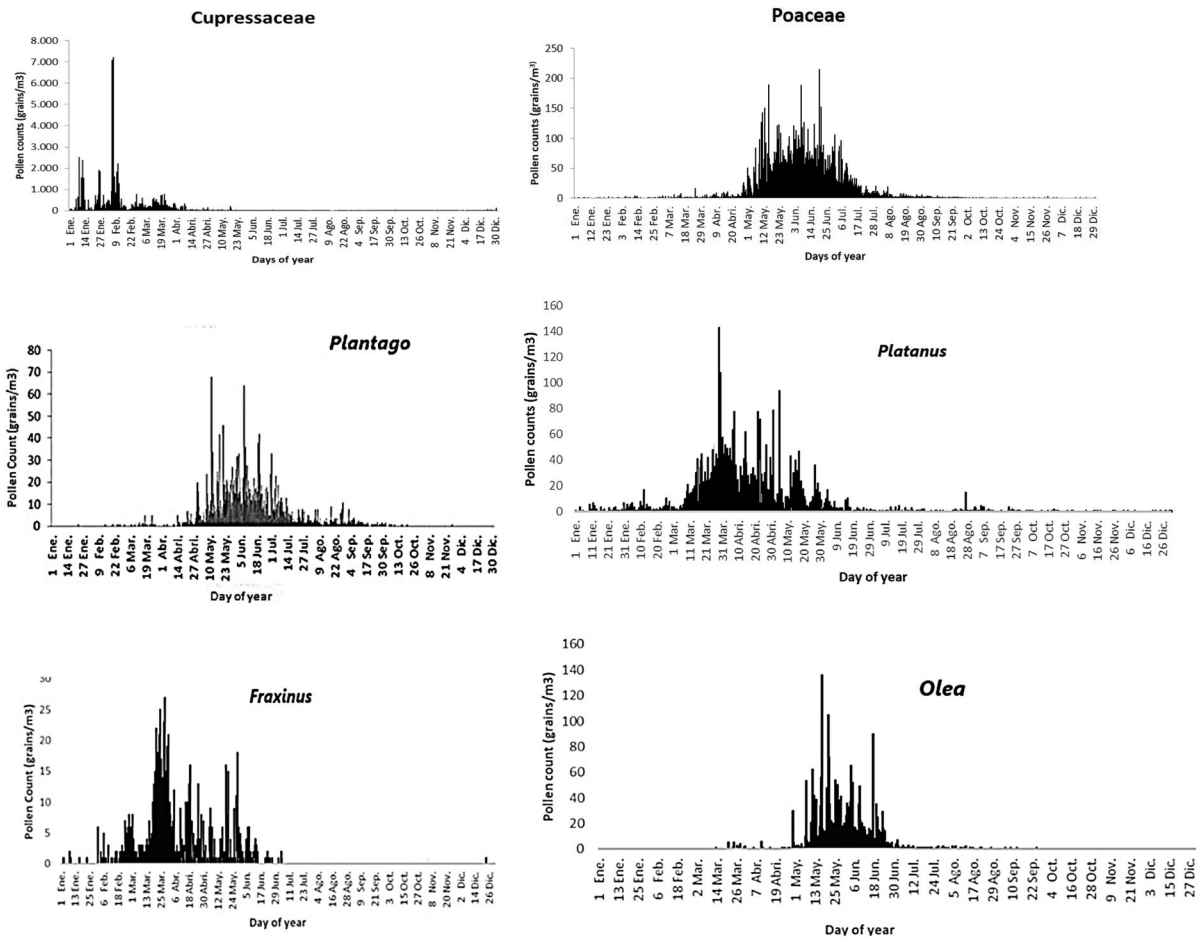 Cupressaceae
Pollen counts (grains/m3)
8.000
7.000
6.000
5.000
4.000
3.000
2.000
1.000
0
1 Ene.
14 Ene.
27 Ene.
9 Feb.
22 Feb.
6 Mar.
19 Mar.
1 Abr.
14 Abri.
27 Abri.
10 May.
23 May.
5 Jun.
18 Jun.
1 Jul.
14 Jul.
27 Jul.
9 Ago.
22 Ago.
4 Sep.
17 Sep.
30 Sep.
13 Oct.
26 Oct.
8 Nov.
21 Nov.
4 Dic.
17 Dic.
30 Dic.
Days of year
Poaceae
Pollen counts (grains/m³)
250
200
150
100
50
0
1 Ene.
12 Ene.
23 Ene.
3 Feb.
14 Feb.
25 Feb.
7 Mar.
18 Mar.
29 Mar.
9 Abr.
20 Abri.
1 May.
12 May.
23 May.
3 Jun.
14 Jun.
25 Jun.
6 Jul.
17 Jul.
28 Jul.
8 Ago.
19 Ago.
30 Ago.
10 Sep.
21 Sep.
2 Oct.
13 Oct.
24 Oct.
4 Nov.
15 Nov.
26 Nov.
7 Dic.
18 Dic.
29 Dic.
Days of year
Plantago
Pollen Count (grains/m3)
80
70
60
50
40
30
20
10
0
1 Ene.
14 Ene.
27 Ene.
9 Feb.
22 Feb.
6 Mar.
19 Mar.
1 Abr.
14 Abri.
27 Abri.
10 May.
23 May.
5 Jun.
18 Jun.
1 Jul.
14 Jul.
27 Jul.
9 Ago.
22 Ago.
4 Sep.
17 Sep.
30 Sep.
13 Oct.
26 Oct.
8 Nov.
21 Nov.
4 Dic.
17 Dic.
30 Dic.
Day of year
Platanus
Pollen counts (grains/m3)
160
140
120
100
80
60
40
20
0
1 Ene.
11 Ene.
21 Ene.
31 Ene.
10 Feb.
20 Feb.
1 Mar.
11 Mar.
21 Mar.
31 Mar.
10 Abri.
20 Abri.
30 Abri.
10 May.
20 May.
30 May.
9 Jun.
19 Jun.
29 Jun.
9 Jul.
19 Jul.
29 Jul.
8 Ago.
18 Ago.
28 Ago.
7 Sep.
17 Sep.
27 Sep.
7 Oct.
17 Oct.
27 Oct.
6 Nov.
16 Nov.
26 Nov.
6 Dic.
16 Dic.
26 Dic.
Day of year
Fraxinus
Pollen Count (grains/m3)
30
25
20
15
10
5
0
1 Ene.
13 Ene.
25 Ene.
6 Feb.
18 Feb.
1 Mar.
13 Mar.
25 Mar.
6 Abr.
18 Abri.
30 Abri.
12 May.
24 May.
5 Jun.
17 Jun.
29 Jun.
11 Jul.
23 Jul.
4 Ago.
16 Ago.
28 Ago.
9 Sep.
21 Sep.
3 Oct.
15 Oct.
27 Oct.
8 Nov.
20 Nov.
2 Dic.
14 Dic.
26 Dic.
Day of year
Olea
Pollen Count (grains/m3)
160
140
120
100
80
60
40
20
0
1 Ene.
13 Ene.
25 Ene.
6 Feb.
18 Feb.
2 Mar.
14 Mar.
26 Mar.
7 Abr.
19 Abri.
1 May.
13 May.
25 May.
6 Jun.
18 Jun.
30 Jun.
12 Jul.
24 Jul.
5 Ago.
17 Ago.
29 Ago.
10 Sep.
22 Sep.
4 Oct.
16 Oct.
28 Oct.
9 Nov.
21 Nov.
3 Dic.
15 Dic.
27 Dic.
Day of year